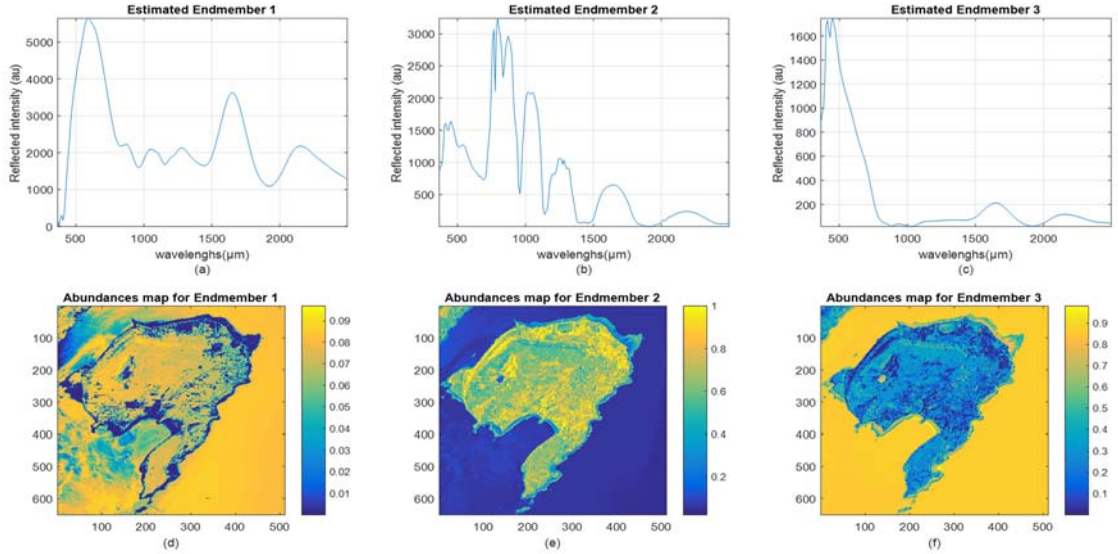 Estimated Endmember 1
Reflected intensity (au)
5000
4000
3000
2000
1000
0
500 1000 1500 2000
wavelenghs(µm)
(a)
Estimated Endmember 2
Reflected intensity (au)
3000
2500
2000
1500
1000
500
500 1000 1500 2000
wavelenghs(µm)
(b)
Estimated Endmember 3
Reflected intensity (au)
1600
1400
1200
1000
800
600
400
200
500 1000 1500 2000
wavelenghs(µm)
(c)
Abundances map for Endmember 1
100
200
300
400
500
600
100 200 300 400 500
0.09
0.08
0.07
0.06
0.05
0.04
0.03
0.02
0.01
(d)
Abundances map for Endmember 2
100
200
300
400
500
600
100 200 300 400 500
1
0.8
0.6
0.4
0.2
(e)
Abundances map for Endmember 3
100
200
300
400
500
600
100 200 300 400 500
0.9
0.8
0.7
0.6
0.5
0.4
0.3
0.2
0.1
(f)